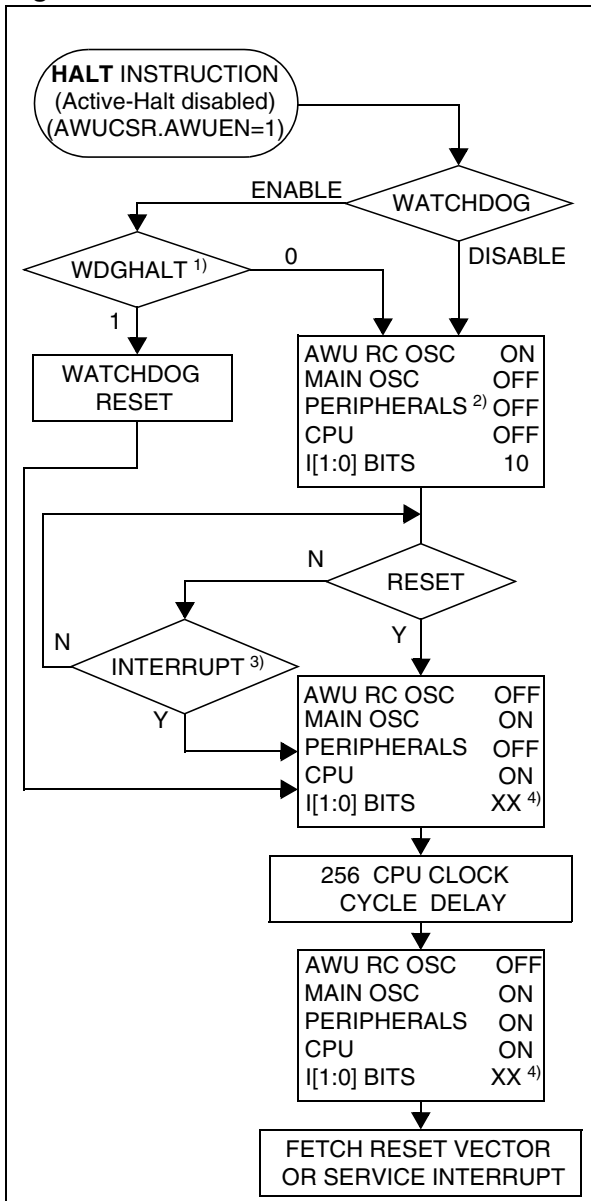 HALT INSTRUCTION
(Active-Halt disabled)
(AWUCSR.AWUEN=1)
ENABLE
WATCHDOG
WDGHALT 1)
0
DISABLE
1
WATCHDOG
RESET
AWU RC OSC ON
MAIN OSC OFF
PERIPHERALS 2) OFF
CPU OFF
I[1:0] BITS 10
N
RESET
N
Y
INTERRUPT 3)
Y
AWU RC OSC OFF
MAIN OSC ON
PERIPHERALS OFF
CPU ON
I[1:0] BITS XX 4)
256 CPU CLOCK
CYCLE DELAY
AWU RC OSC OFF
MAIN OSC ON
PERIPHERALS ON
CPU ON
I[1:0] BITS XX 4)
FETCH RESET VECTOR
OR SERVICE INTERRUPT